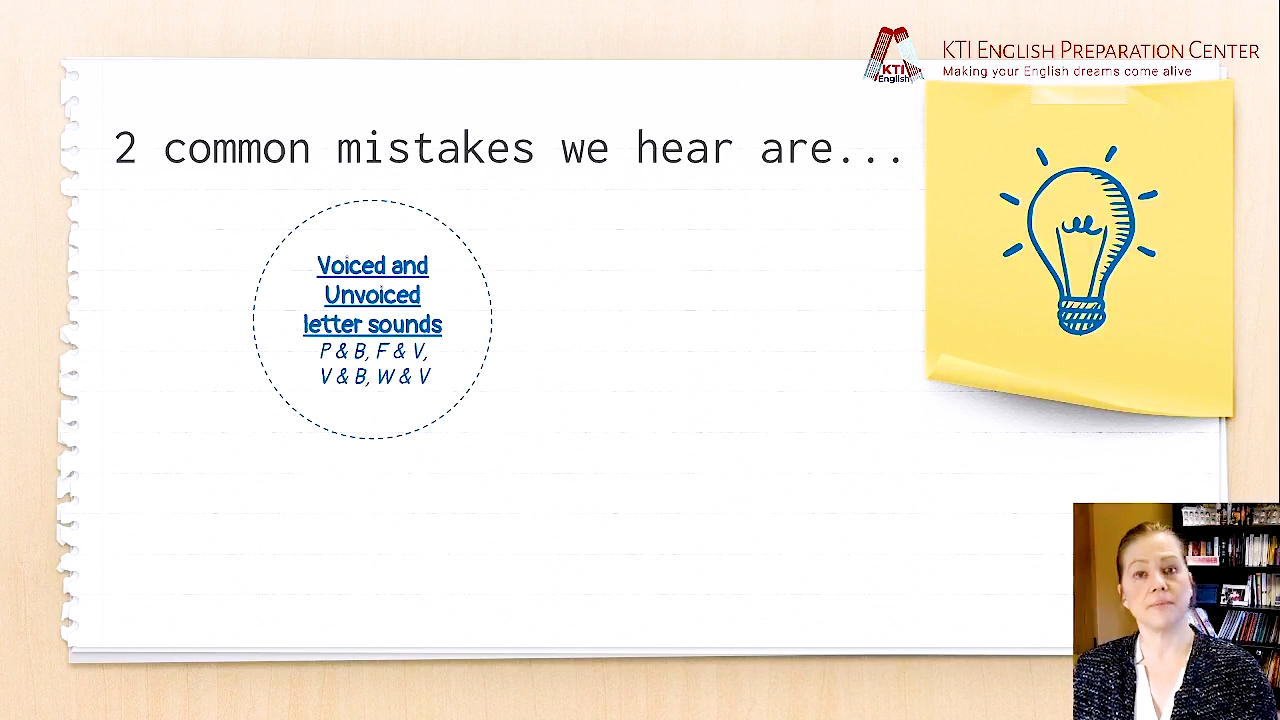 KTI ENGLISH PREPARATION CENTER
Making your English dreams come alive
KTI
English
2 common mistakes we hear are...
Voiced and
Unvoiced
letter sounds
P & B, F & V,
V & B, W & V